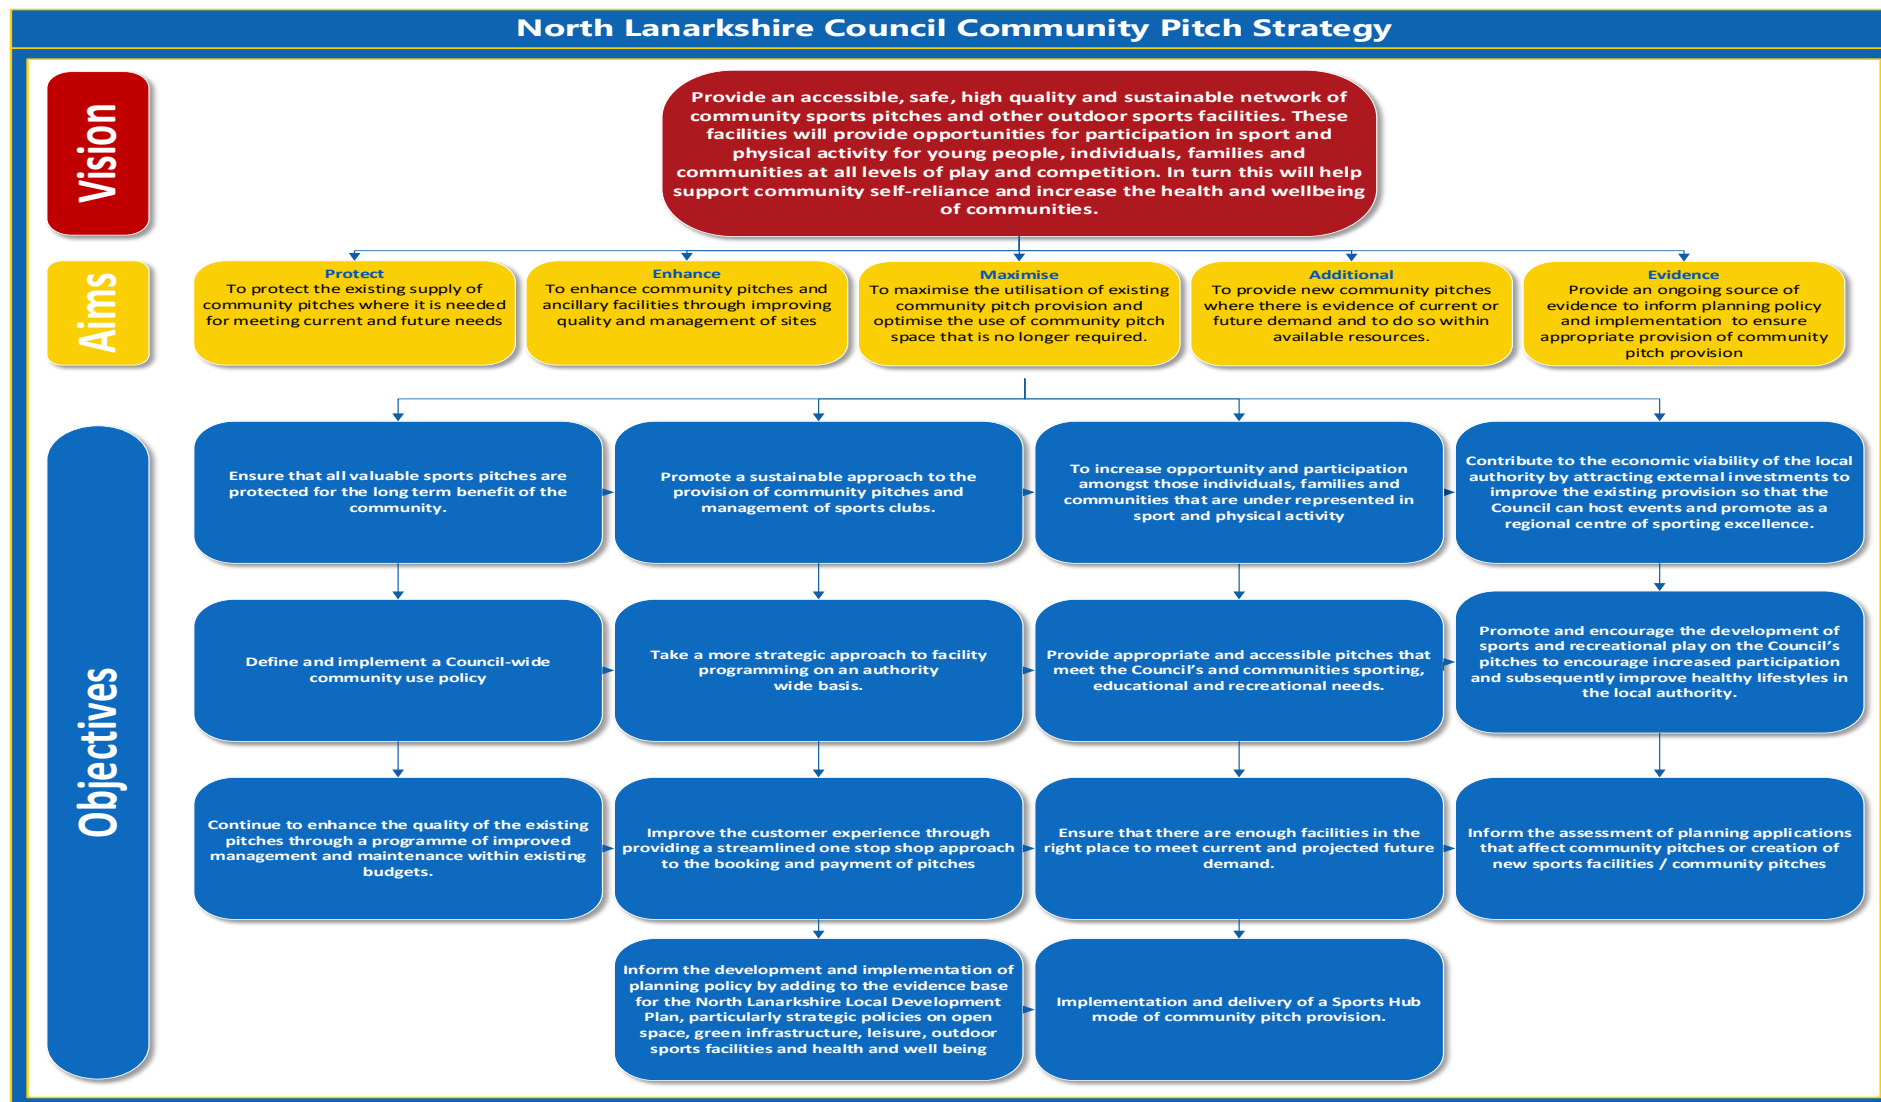 North Lanarkshire Council Community Pitch Strategy
Vision
Provide an accessible, safe, high quality and sustainable network of
community sports pitches and other outdoor sports facilities. These
facilities will provide opportunities for participation in sport and
physical activity for young people, individuals, families and
communities at all levels of play and competition. In turn this will help
support community self-reliance and increase the health and wellbeing
of communities.
Aims
Protect
To protect the existing supply of
community pitches where it is needed
for meeting current and future needs
Enhance
To enhance community pitches and
ancillary facilities through improving
quality and management of sites
Maximise
To maximise the utilisation of existing
community pitch provision and
optimise the use of community pitch
space that is no longer required.
Additional
To provide new community pitches
where there is evidence of current or
future demand and to do so within
available resources.
Evidence
Provide an ongoing source of
evidence to inform planning policy
and implementation to ensure
appropriate provision of community
pitch provision
Objectives
Ensure that all valuable sports pitches are
protected for the long term benefit of the
community.
Promote a sustainable approach to the
provision of community pitches and
management of sports clubs.
To increase opportunity and participation
amongst those individuals, families and
communities that are under represented in
sport and physical activity
Contribute to the economic viability of the local
authority by attracting external investments to
improve the existing provision so that the
Council can host events and promote as a
regional centre of sporting excellence.
Define and implement a Council-wide
community use policy
Take a more strategic approach to facility
programming on an authority
wide basis.
Provide appropriate and accessible pitches that
meet the Council's and communities sporting,
educational and recreational needs.
Promote and encourage the development of
sports and recreational play on the Council's
pitches to encourage increased participation
and subsequently improve healthy lifestyles in
the local authority.
Continue to enhance the quality of the existing
pitches through a programme of improved
management and maintenance within existing
budgets.
Improve the customer experience through
providing a streamlined one stop shop approach
to the booking and payment of pitches
Ensure that there are enough facilities in the
right place to meet current and projected future
demand.
Inform the assessment of planning applications
that affect community pitches or creation of
new sports facilities / community pitches
Inform the development and implementation of
planning policy by adding to the evidence base
for the North Lanarkshire Local Development
Plan, particularly strategic policies on open
space, green infrastructure, leisure, outdoor
sports facilities and health and well being
Implementation and delivery of a Sports Hub
mode of community pitch provision.